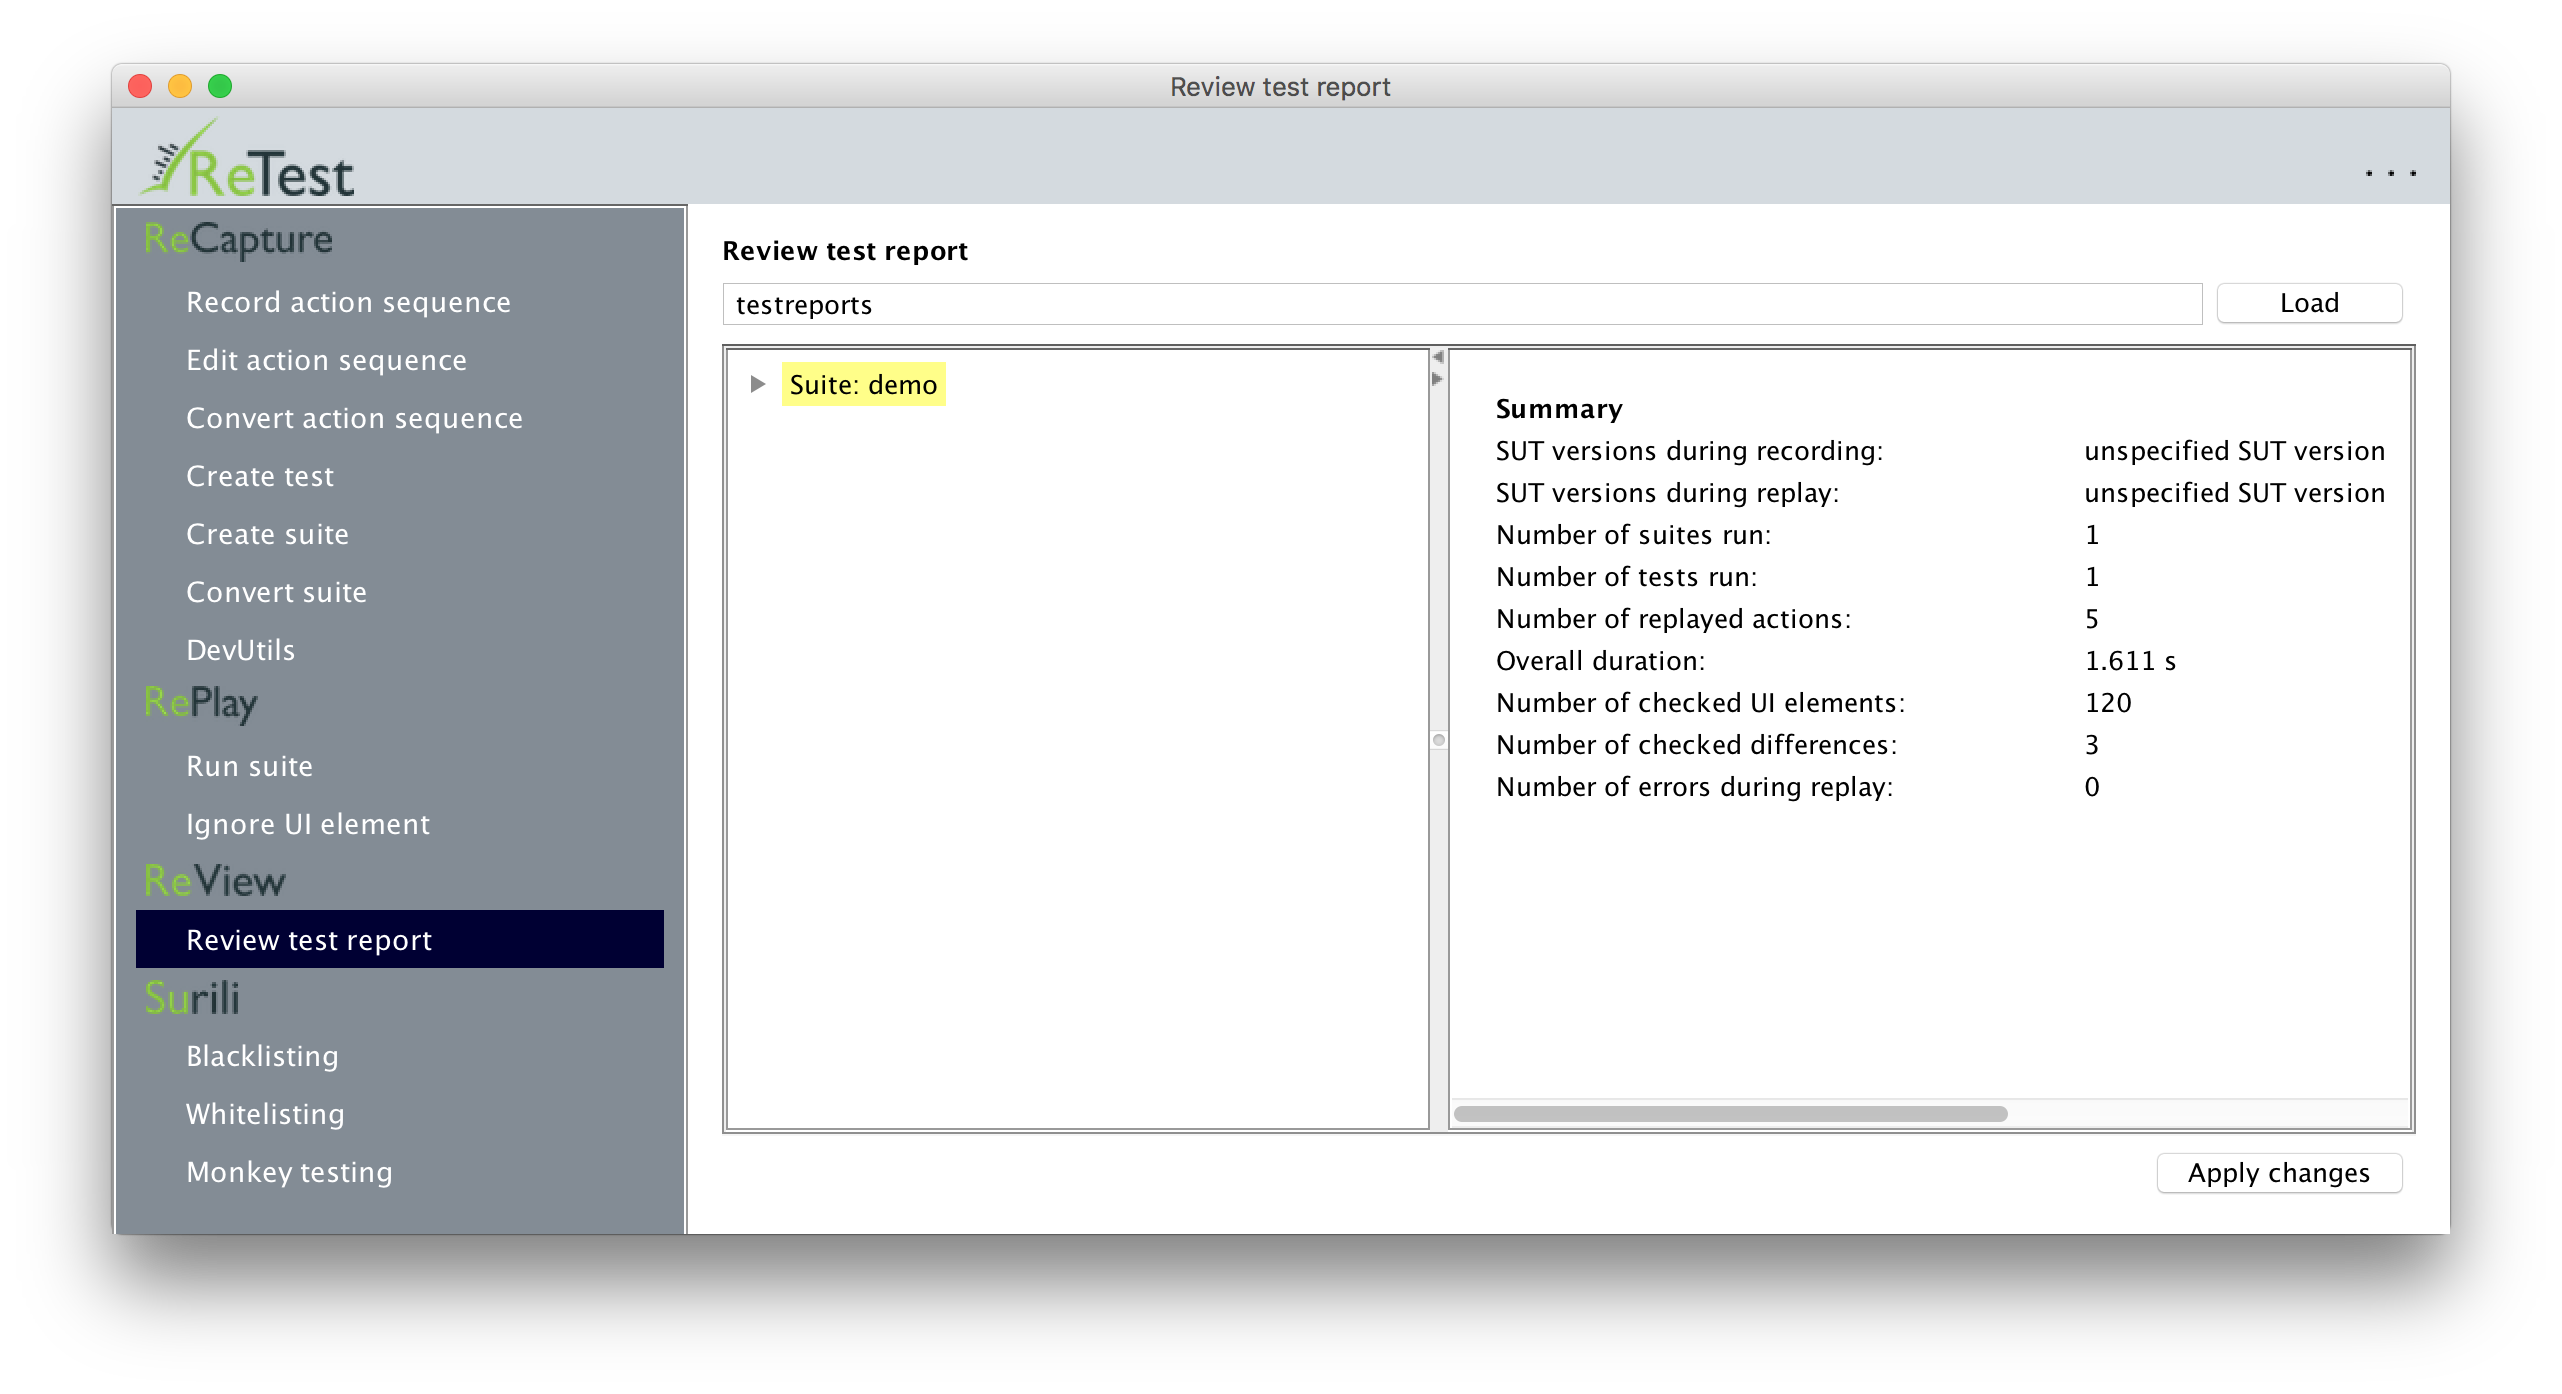 Review test report
ReTest
...
ReCapture
Record action sequence
Edit action sequence
Convert action sequence
Create test
Create suite
Convert suite
DevUtils
RePlay
Run suite
Ignore UI element
ReView
Review test report
Surili
Blacklisting
Whitelisting
Monkey testing
Review test report
testreports
Load
Suite: demo
Summary
SUT versions during recording: unspecified SUT version
SUT versions during replay: unspecified SUT version
Number of suites run: 1
Number of tests run: 1
Number of replayed actions: 5
Overall duration: 1.611 s
Number of checked UI elements: 120
Number of checked differences: 3
Number of errors during replay: 0
Apply changes